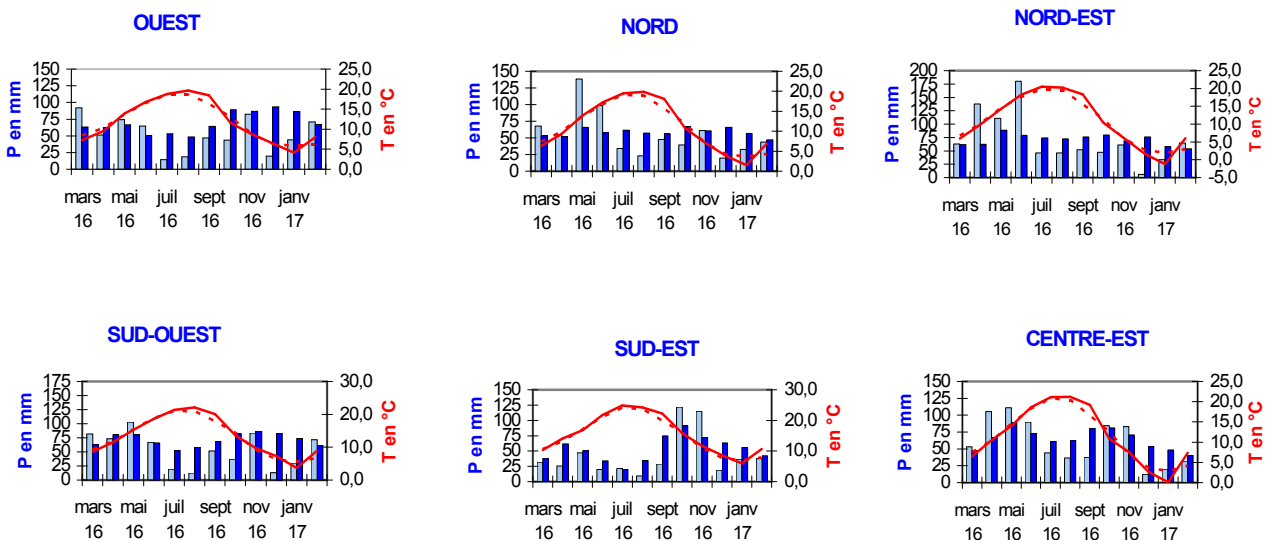 OUEST
P en mm
150
125
100
75
50
25
0
25,0
20,0
15,0
10,0
5,0
0,0
T en °C
mars mai juil sept nov janv
16 16 16 16 16 17
NORD
P en mm
150
125
100
75
50
25
0
25,0
20,0
15,0
10,0
5,0
0,0
T en °C
mars mai juil sept nov janv
16 16 16 16 16 17
NORD-EST
P en mm
200
175
150
125
100
75
50
25
0
25,0
20,0
15,0
10,0
5,0
0,0
-5,0
T en °C
mars mai juil sept nov janv
16 16 16 16 16 17
SUD-OUEST
P en mm
175
150
125
100
75
50
25
0
30,0
20,0
10,0
0,0
T en °C
mars mai juil sept nov janv
16 16 16 16 16 17
SUD-EST
P en mm
150
125
100
75
50
25
0
30,0
20,0
10,0
0,0
T en °C
mars mai juil sept nov janv
16 16 16 16 16 17
CENTRE-EST
P en mm
150
125
100
75
50
25
0
25,0
20,0
15,0
10,0
5,0
0,0
T en °C
mars mai juil sept nov janv
16 16 16 16 16 17